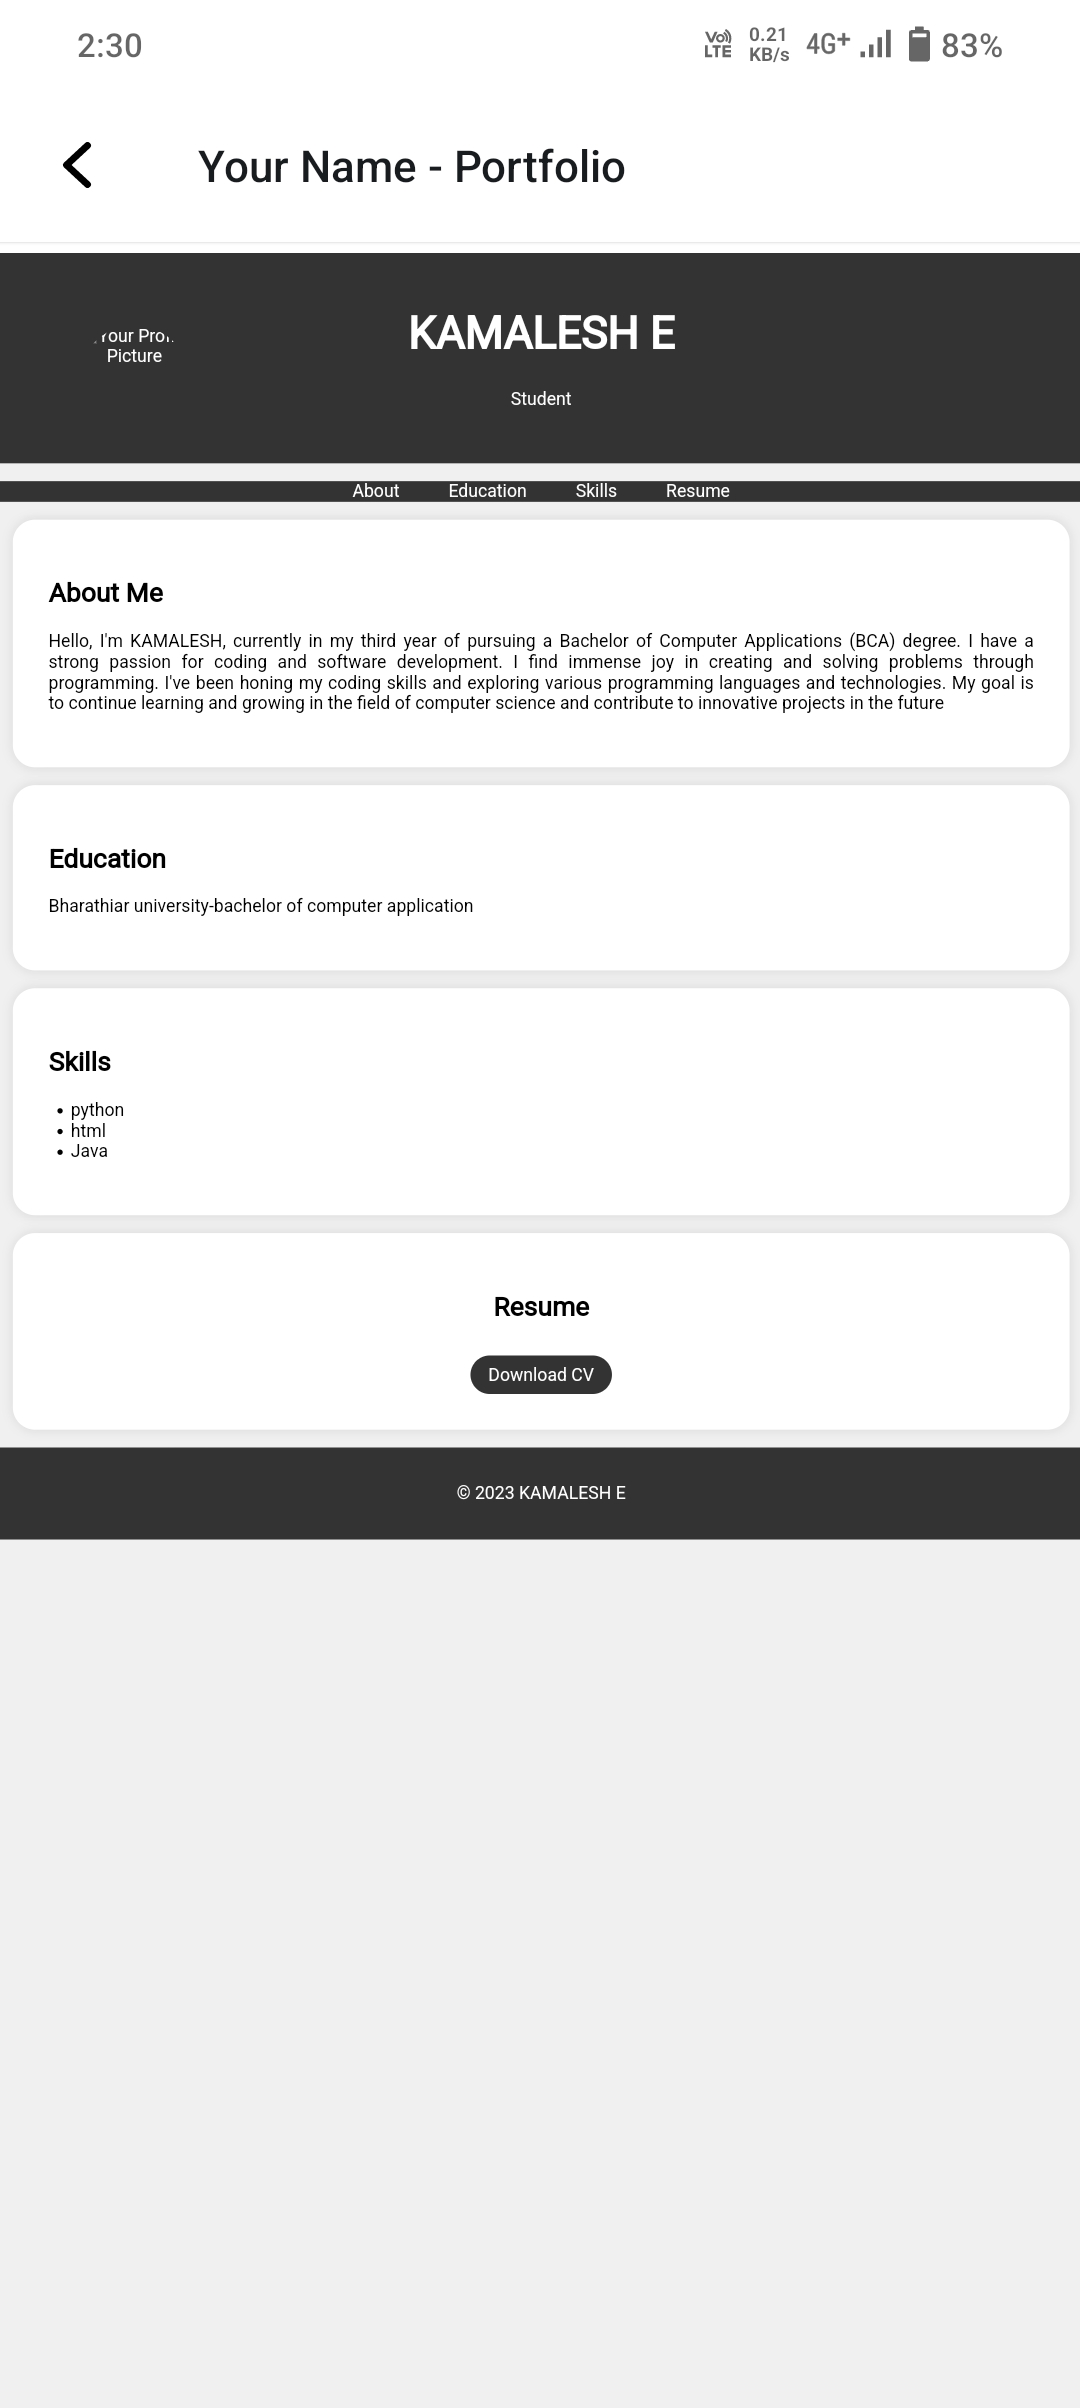 2:30
Vo) LTE 0.21 KB/s 4G+ 83%
Your Name - Portfolio
KAMALESH E
Picture
Student
About Education Skills Resume
About Me
Hello, I'm KAMALESH, currently in my third year of pursuing a Bachelor of Computer Applications (BCA) degree. I have a
strong passion for coding and software development. I find immense joy in creating and solving problems through
programming. I've been honing my coding skills and exploring various programming languages and technologies. My goal is
to continue learning and growing in the field of computer science and contribute to innovative projects in the future
Education
Bharathiar university-bachelor of computer application
Skills
• python
• html
• Java
Resume
Download CV
© 2023 KAMALESH E